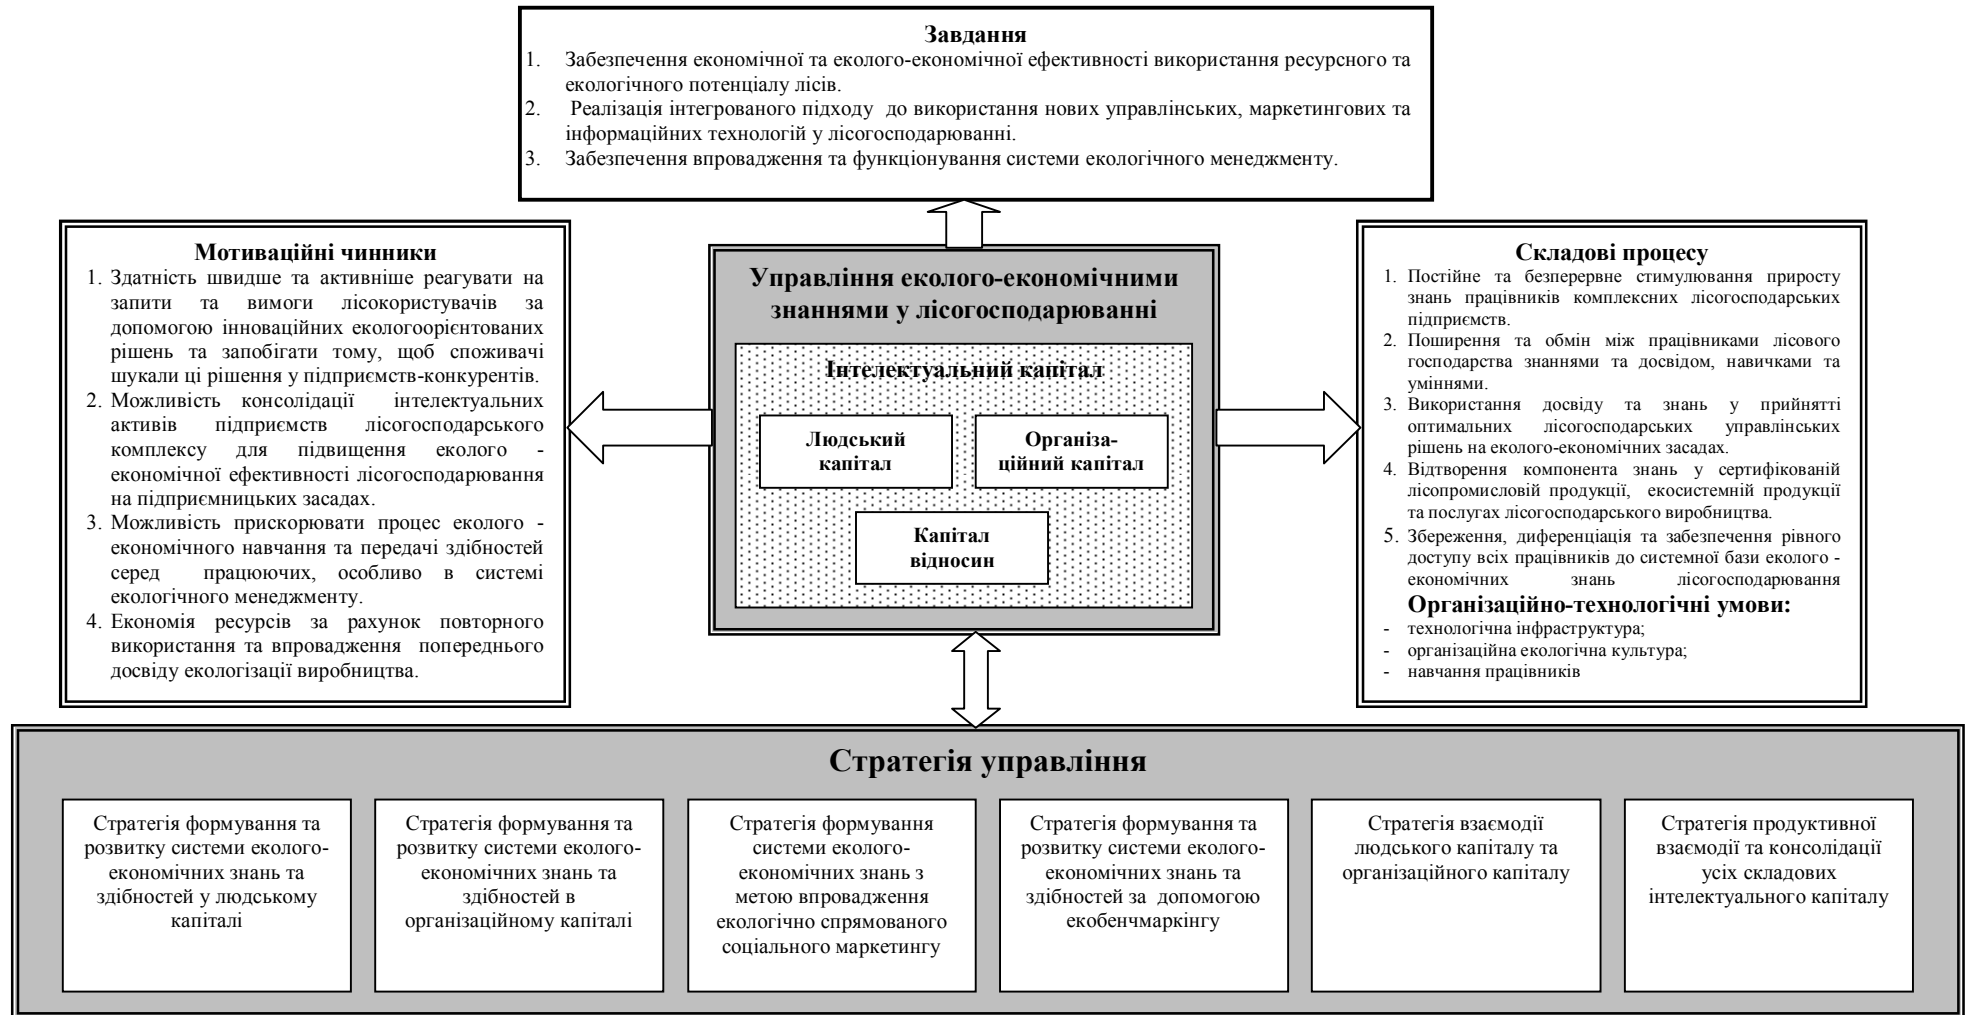 Завдання
1. Забезпечення економічної та еколого-економічної ефективності використання ресурсного та
екологічного потенціалу лісів.
2. Реалізація інтегрованого підходу до використання нових управлінських, маркетингових та
інформаційних технологій у лісогосподарюванні.
3. Забезпечення впровадження та функціонування системи екологічного менеджменту.
Мотиваційні чинники
1. Здатність швидше та активніше реагувати на
запити та вимоги лісокористувачів за
допомогою інноваційних екологоорієнтованих
рішень та запобігати тому, щоб споживачі
шукали ці рішення у підприємств-конкурентів.
2. Можливість консолідації інтелектуальних
активів підприємств лісогосподарського
комплексу для підвищення еколого -
економічної ефективності лісогосподарювання
на підприємницьких засадах.
3. Можливість прискорювати процес еколого -
економічного навчання та передачі здібностей
серед працюючих, особливо в системі
екологічного менеджменту.
4. Економія ресурсів за рахунок повторного
використання та впровадження попереднього
досвіду екологізації виробництва.
Управління еколого-економічними
знаннями у лісогосподарюванні
Інтелектуальний капітал
Людський
капітал
Організа-
ційний капітал
Капітал
відносин
Складові процесу
1. Постійне та безперервне стимулювання приросту
знань працівників комплексних лісогосподарських
підприємств.
2. Поширення та обмін між працівниками лісового
господарства знаннями та досвідом, навичками та
уміннями.
3. Використання досвіду та знань у прийнятті
оптимальних лісогосподарських управлінських
рішень на еколого-економічних засадах.
4. Відтворення компонента знань у сертифікованій
лісопромисловій продукції, екосистемній продукції
та послугах лісогосподарського виробництва.
5. Збереження, диференціація та забезпечення рівного
доступу всіх працівників до системної бази еколого -
економічних знань лісогосподарювання
Організаційно-технологічні умови:
- технологічна інфраструктура;
- організаційна екологічна культура;
- навчання працівників
Стратегія управління
Стратегія формування та
розвитку системи еколого-
економічних знань та
здібностей у людському
капіталі
Стратегія формування та
розвитку системи еколого-
економічних знань та
здібностей в
організаційному капіталі
Стратегія формування
системи еколого-
економічних знань з
метою впровадження
екологічно спрямованого
соціального маркетингу
Стратегія формування та
розвитку системи еколого-
економічних знань та
здібностей за допомогою
екобенчмаркінгу
Стратегія взаємодії
людського капіталу та
організаційного капіталу
Стратегія продуктивної
взаємодії та консолідації
усіх складових
інтелектуального капіталу